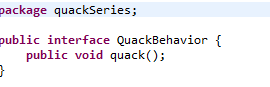 package quackSeries;
public interface QuackBehavior {
public void quack();
}